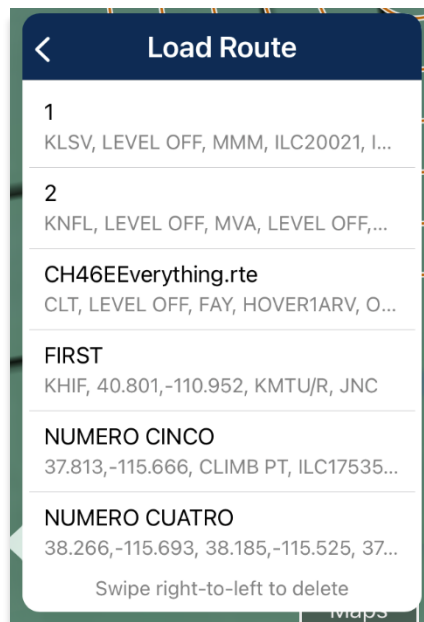 Load Route
1
KLSV, LEVEL OFF, MMM, ILC20021, I...
2
KNFL, LEVEL OFF, MVA, LEVEL OFF,...
CH46EEverything.rte
CLT, LEVEL OFF, FAY, HOVER1ARV, O...
FIRST
KHIF, 40.801,-110.952, KMTU/R, JNC
NUMERO CINCO
37.813,-115.666, CLIMB PT, ILC17535...
NUMERO CUATRO
38.266,-115.693, 38.185,-115.525, 37...
Swipe right-to-left to delete
Maps